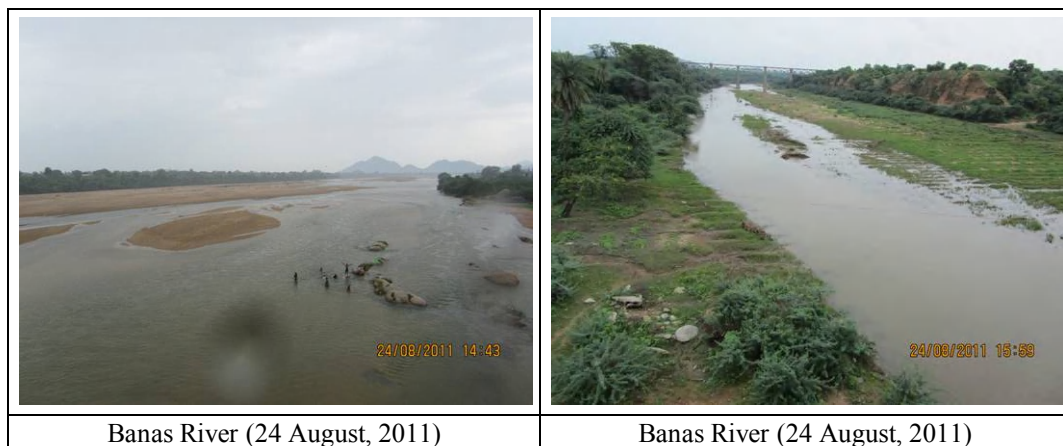 24/08/2011 14:43
24/08/2011 15:59
Banas River (24 August, 2011)
Banas River (24 August, 2011)